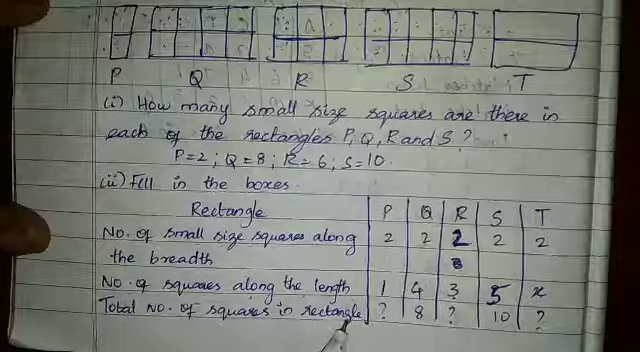 P Q R S T
(i) How many small size squares are there in
each of the rectangles P, Q, R and S?
P=2; Q=8; R=6; S=10.
(ii) Fill in the boxes.
Rectangle P Q R S T
No. of small size squares along 2 2 2 2 2
the breadth
No. of squares along the length 1 4 3 5 x
Total No. of squares in rectangle ? 8 ? 10 ?